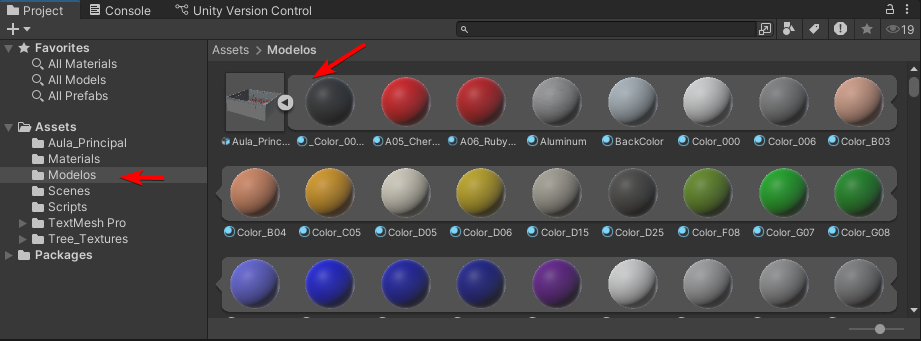 Project Console Unity Version Control
19
Favorites
All Materials
All Models
All Prefabs
Assets
Aula_Principal
Materials
Modelos
Scenes
Scripts
TextMesh Pro
Tree_Textures
Packages
Assets > Modelos
Aula_Princ... _Color_00... A05_Cher... A06_Ruby... Aluminum BackColor Color_000 Color_006 Color_B03
Color_B04 Color_C05 Color_D05 Color_D06 Color_D15 Color_D25 Color_F08 Color_G07 Color_G08